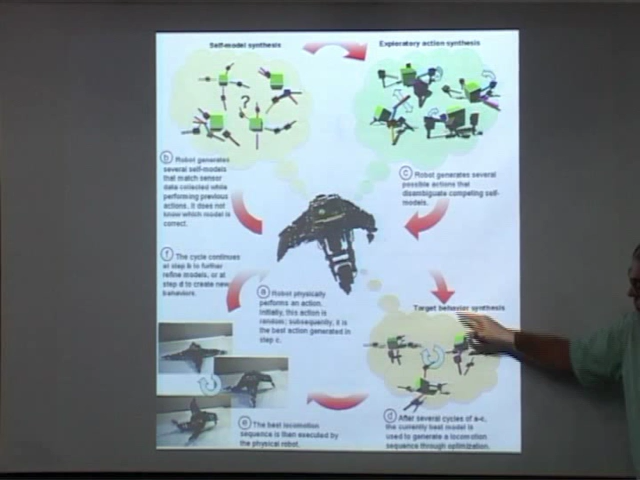 Self-model synthesis
Exploratory action synthesis
?
b Robot generates
several self-models
that match sensor
data collected while
performing previous
actions. It does not
know which model is
correct.
c Robot generates several
possible actions that
disambiguate competing self-
models.
f The cycle continues
at step b to further
refine models, or at
step d to create new
behaviors.
a Robot physically
performs an action.
Initially, this action is
random; subsequently, it is
the best action generated in
step c.
Target behavior synthesis
e The best locomotion
sequence is then executed by
the physical robot.
d After several cycles of a-c,
the currently best model is
used to generate a locomotion
sequence through optimization.